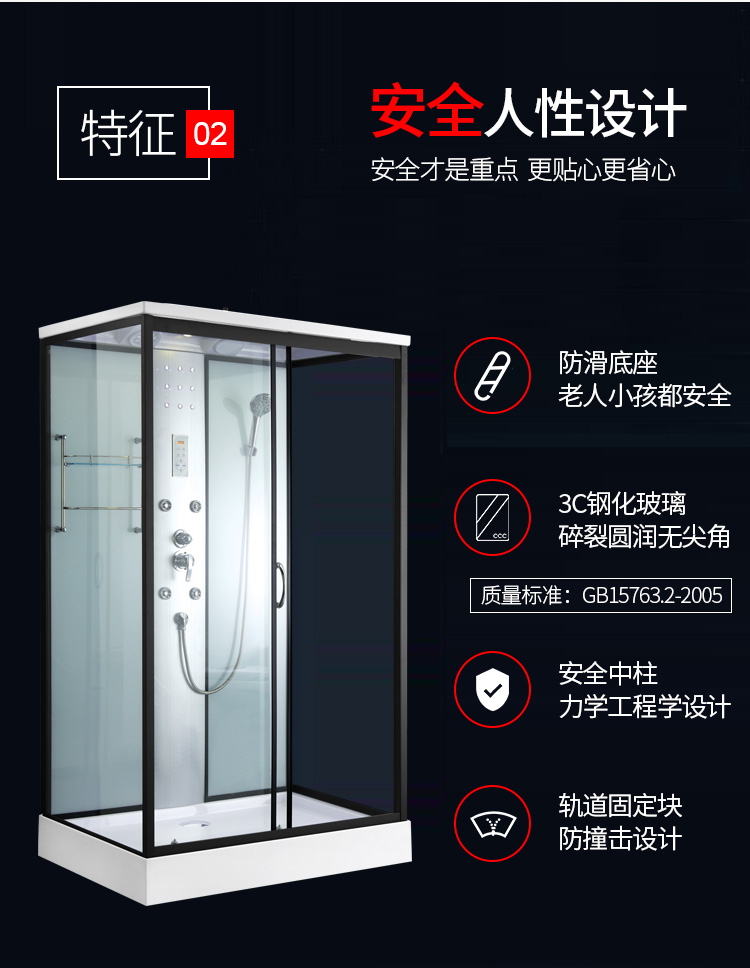 特征
02
安全人性设计
安全才是重点 更贴心更省心
防滑底座
老人小孩都安全
3C钢化玻璃
碎裂圆润无尖角
CCC
质量标准：GB15763.2-2005
安全中柱
力学工程学设计
轨道固定块
防撞击设计